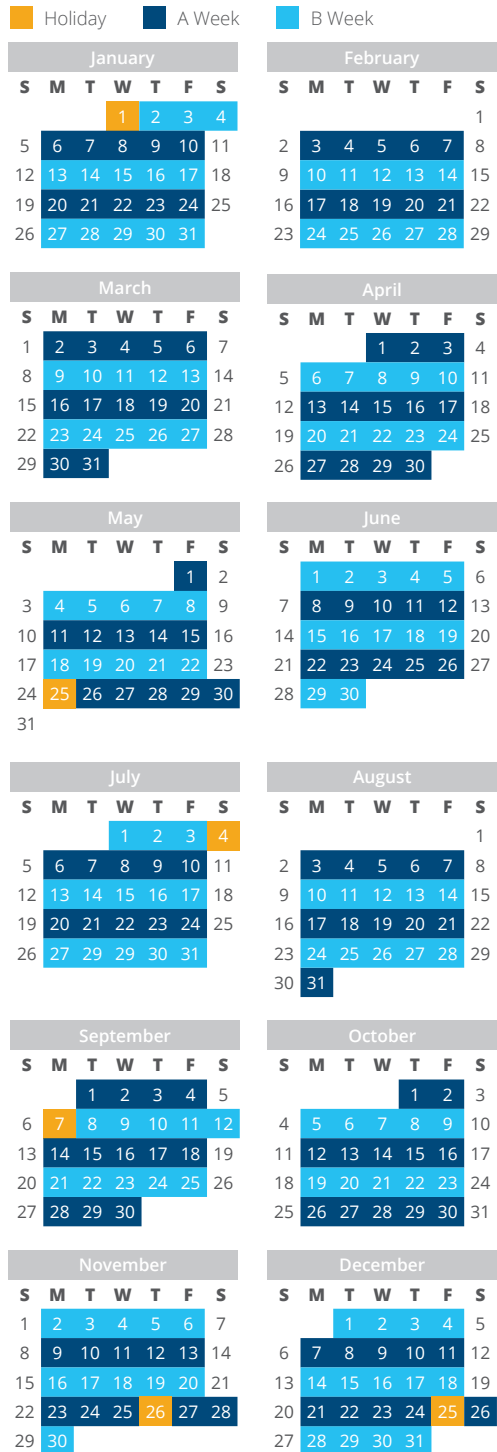 Holiday A Week B Week
January February
S M T W T F S S M T W T F S
1 2 3 4 1
5 6 7 8 9 10 11 2 3 4 5 6 7 8
12 13 14 15 16 17 18 9 10 11 12 13 14 15
19 20 21 22 23 24 25 16 17 18 19 20 21 22
26 27 28 29 30 31 23 24 25 26 27 28 29
March April
S M T W T F S S M T W T F S
1 2 3 4 5 6 7 1 2 3 4
8 9 10 11 12 13 14 5 6 7 8 9 10 11
15 16 17 18 19 20 21 12 13 14 15 16 17 18
22 23 24 25 26 27 28 19 20 21 22 23 24 25
29 30 31 26 27 28 29 30
May June
S M T W T F S S M T W T F S
1 2 1 2 3 4 5 6
3 4 5 6 7 8 9 7 8 9 10 11 12 13
10 11 12 13 14 15 16 14 15 16 17 18 19 20
17 18 19 20 21 22 23 21 22 23 24 25 26 27
24 25 26 27 28 29 30 28 29 30
31
July August
S M T W T F S S M T W T F S
1 2 3 4 1
5 6 7 8 9 10 11 2 3 4 5 6 7 8
12 13 14 15 16 17 18 9 10 11 12 13 14 15
19 20 21 22 23 24 25 16 17 18 19 20 21 22
26 27 29 29 30 31 23 24 25 26 27 28 29
30 31
September October
S M T W T F S S M T W T F S
1 2 3 4 5 1 2 3
6 7 8 9 10 11 12 4 5 6 7 8 9 10
13 14 15 16 17 18 19 11 12 13 14 15 16 17
20 21 22 23 24 25 26 18 19 20 21 22 23 24
27 28 29 30 25 26 27 28 29 30 31
November December
S M T W T F S S M T W T F S
1 2 3 4 5 6 7 1 2 3 4 5
8 9 10 11 12 13 14 6 7 8 9 10 11 12
15 16 17 18 19 20 21 13 14 15 16 17 18 19
22 23 24 25 26 27 28 20 21 22 23 24 25 26
29 30 27 28 29 30 31